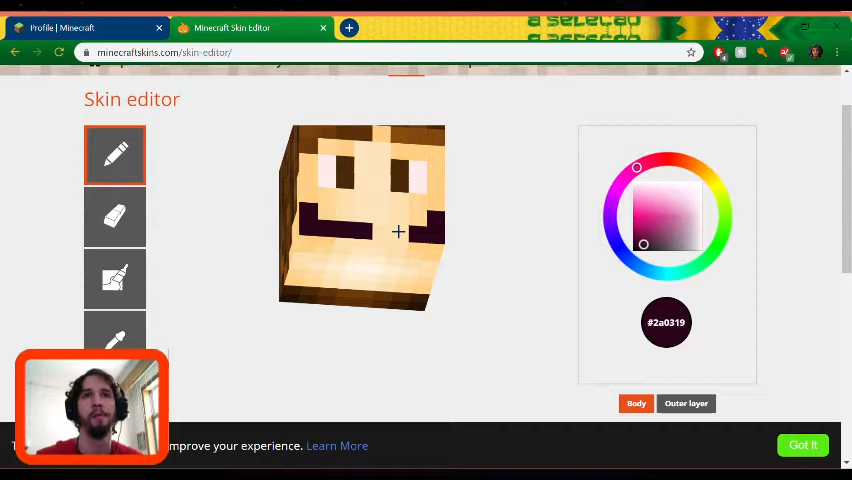 a seleção
Profile | Minecraft
Minecraft Skin Editor
minecraftskins.com/skin-editor/
Skin editor
#2a0319
Body
Outer layer
improve your experience. Learn More
Got It